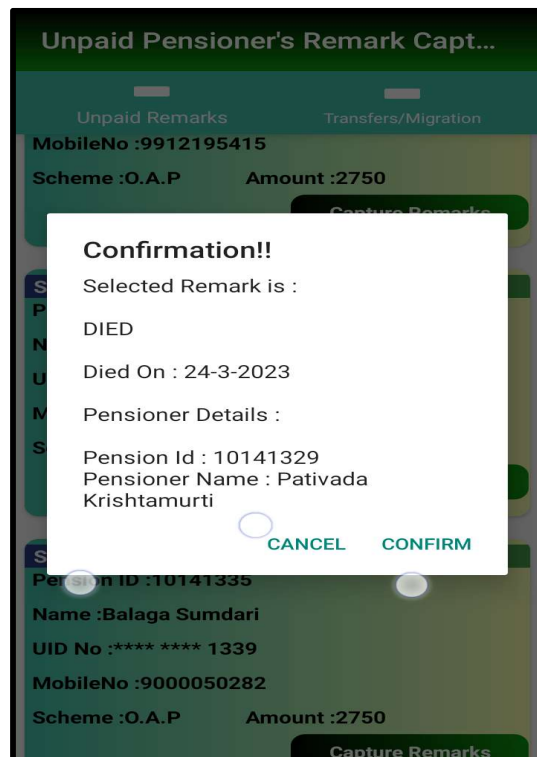 Unpaid Pensioner's Remark Capt...
Unpaid Remarks
Transfers/Migration
MobileNo :9912195415
Scheme :O.A.P Amount :2750
Capture Remarks
Confirmation!!
Selected Remark is :
DIED
Died On : 24-3-2023
Pensioner Details :
Pension Id : 10141329
Pensioner Name : Pativada
Krishtamurti
CANCEL CONFIRM
Pension ID :10141335
Name :Balaga Sumdari
UID No :**** **** 1339
MobileNo :9000050282
Scheme :O.A.P Amount :2750
Capture Remarks